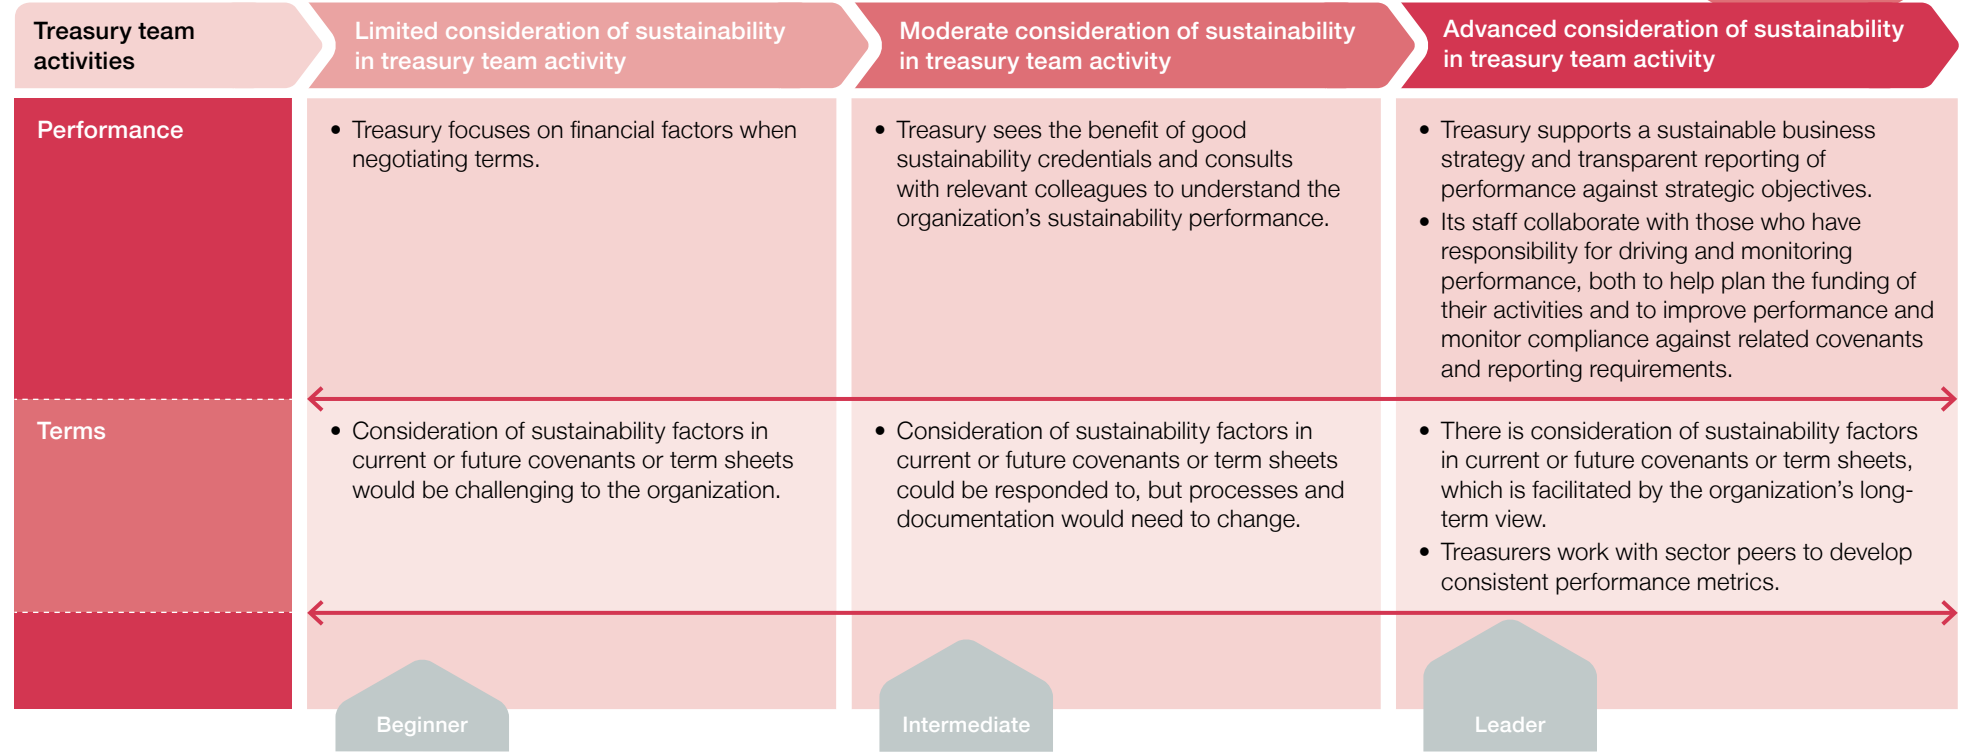 Treasury team
activities
Limited consideration of sustainability
in treasury team activity
Moderate consideration of sustainability
in treasury team activity
Advanced consideration of sustainability
in treasury team activity
Performance
• Treasury focuses on financial factors when
negotiating terms.
• Treasury sees the benefit of good
sustainability credentials and consults
with relevant colleagues to understand the
organization’s sustainability performance.
• Treasury supports a sustainable business
strategy and transparent reporting of
performance against strategic objectives.
• Its staff collaborate with those who have
responsibility for driving and monitoring
performance, both to help plan the funding of
their activities and to improve performance and
monitor compliance against related covenants
and reporting requirements.
Terms
• Consideration of sustainability factors in
current or future covenants or term sheets
would be challenging to the organization.
• Consideration of sustainability factors in
current or future covenants or term sheets
could be responded to, but processes and
documentation would need to change.
• There is consideration of sustainability factors
in current or future covenants or term sheets,
which is facilitated by the organization’s long-
term view.
• Treasurers work with sector peers to develop
consistent performance metrics.
Beginner
Intermediate
Leader